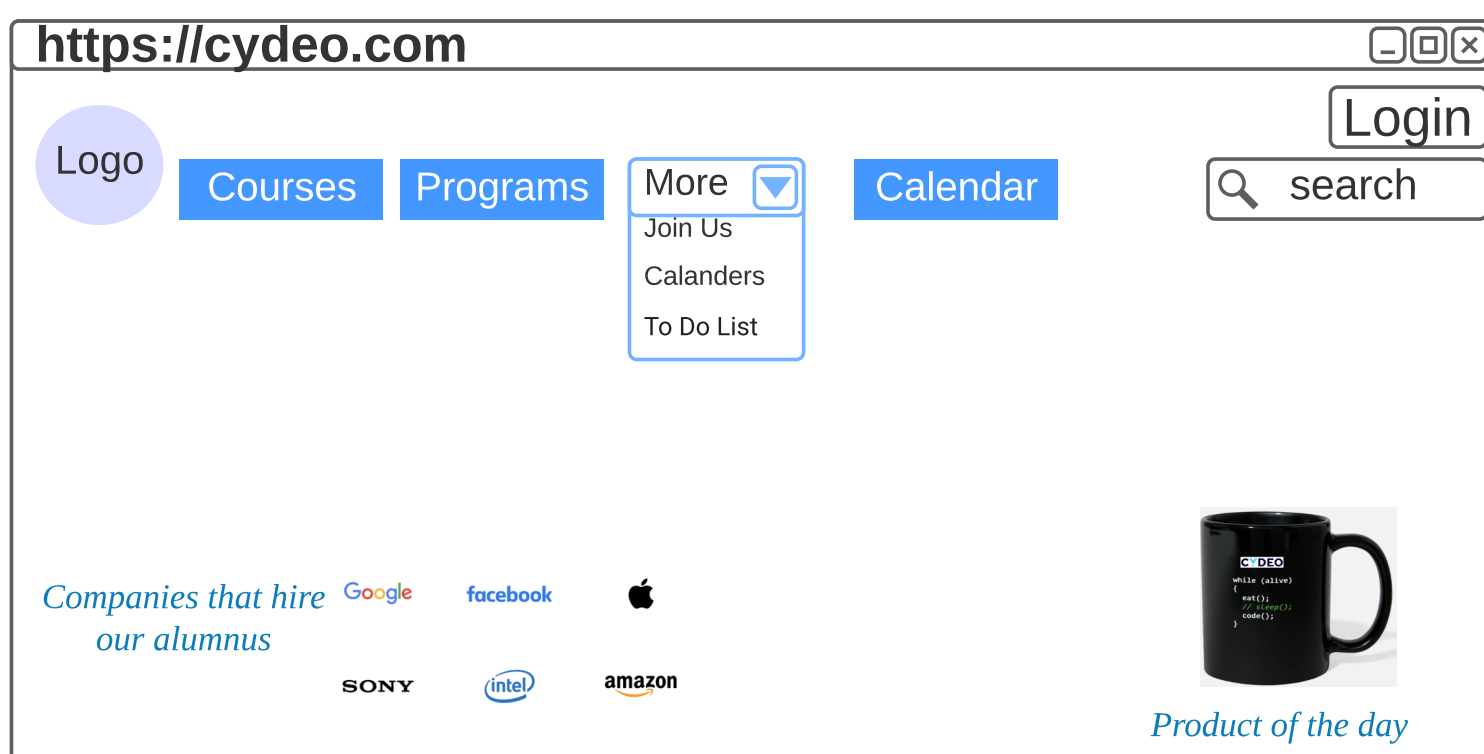 https://cydeo.com
Login
Logo
Courses
Programs
More
Calendar
search
Join Us
Calanders
To Do List
Companies that hire
our alumnus
Google
facebook
SONY
intel
amazon
CYDEO
while (alive)
{
eat();
// sleep();
code();
}
Product of the day